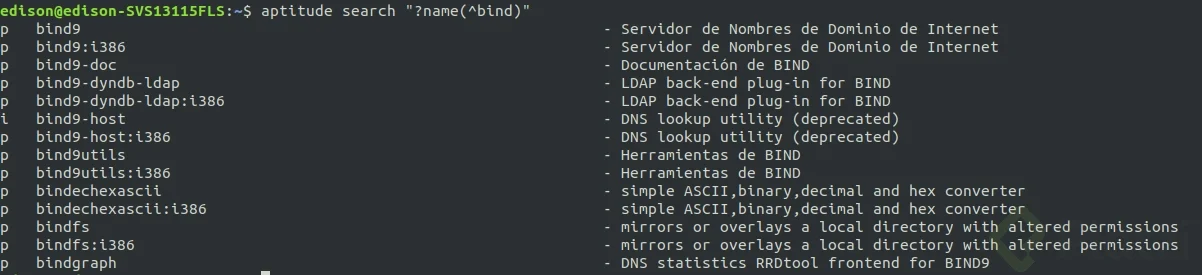 edison@edison-SVS13115FLS:~$ aptitude search "?name(^bind)"
p   bind9   - Servidor de Nombres de Dominio de Internet
p   bind9:i386   - Servidor de Nombres de Dominio de Internet
p   bind9-doc   - Documentación de BIND
p   bind9-dyndb-ldap   - LDAP back-end plug-in for BIND
p   bind9-dyndb-ldap:i386   - LDAP back-end plug-in for BIND
i   bind9-host   - DNS lookup utility (deprecated)
p   bind9-host:i386   - DNS lookup utility (deprecated)
p   bind9utils   - Herramientas de BIND
p   bind9utils:i386   - Herramientas de BIND
p   bindechexascii   - simple ASCII,binary,decimal and hex converter
p   bindechexascii:i386   - simple ASCII,binary,decimal and hex converter
p   bindfs   - mirrors or overlays a local directory with altered permissions
p   bindfs:i386   - mirrors or overlays a local directory with altered permissions
p   bindgraph   - DNS statistics RRDtool frontend for BIND9